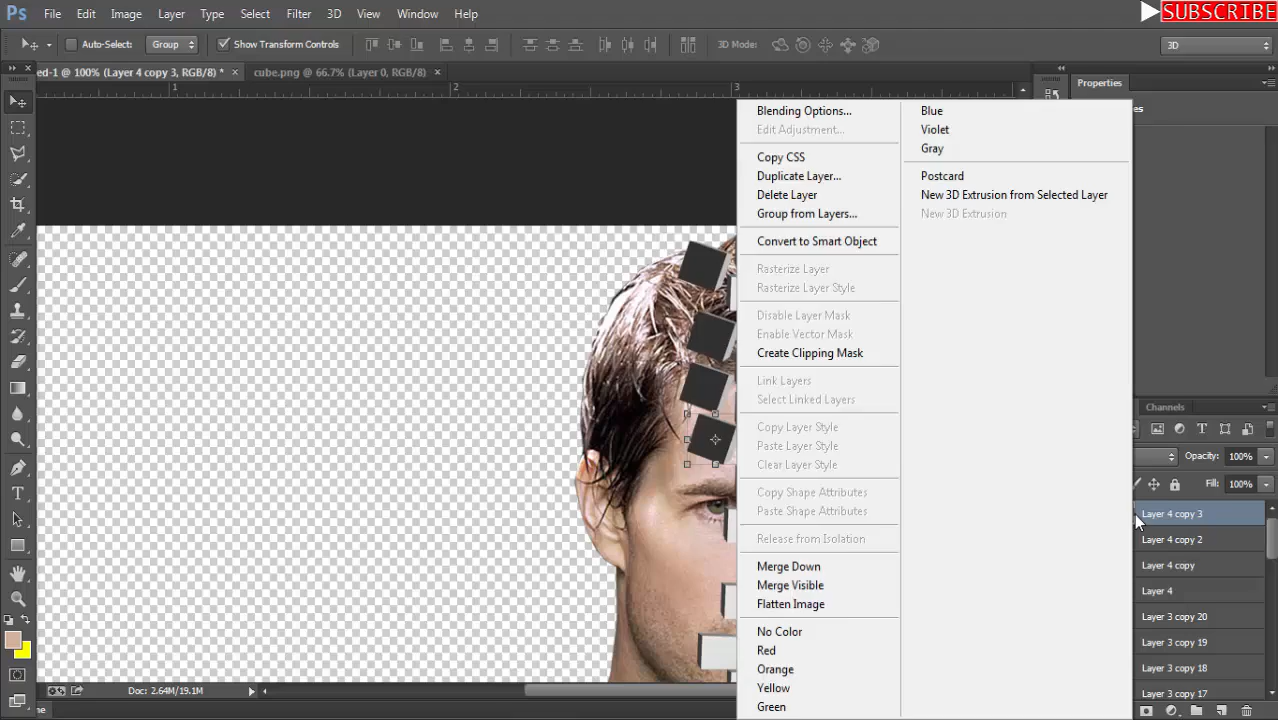 Ps File Edit Image Layer Type Select Filter 3D View Window Help
SUBSCRIBE
Auto-Select: Group Show Transform Controls 3D Mode: 3D
ed-1 @ 100% (Layer 4 copy 3, RGB/8) * × cube.png @ 66.7% (Layer 0, RGB/8) ×
Properties
1 2 3
es
Blending Options...
Edit Adjustment...
Copy CSS
Duplicate Layer...
Delete Layer
Group from Layers...
Convert to Smart Object
Rasterize Layer
Rasterize Layer Style
Disable Layer Mask
Enable Vector Mask
Create Clipping Mask
Link Layers
Select Linked Layers
Copy Layer Style
Paste Layer Style
Clear Layer Style
Copy Shape Attributes
Paste Shape Attributes
Release from Isolation
Merge Down
Merge Visible
Flatten Image
No Color
Red
Orange
Yellow
Green
Blue
Violet
Gray
Postcard
New 3D Extrusion from Selected Layer
New 3D Extrusion
Channels
Opacity: 100%
Fill: 100%
Layer 4 copy 3
Layer 4 copy 2
Layer 4 copy
Layer 4
Layer 3 copy 20
Layer 3 copy 19
Layer 3 copy 18
Layer 3 copy 17
Doc: 2.64M/19.1M
ne